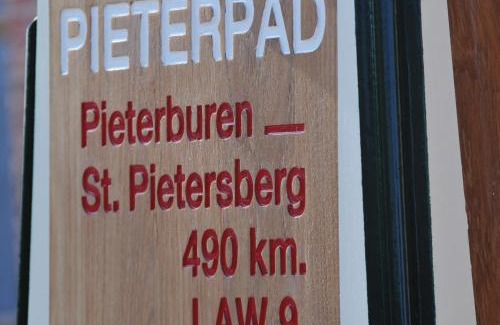 PIETERPAD
Pieterburen —
St. Pietersberg
490 km.
LAW 9